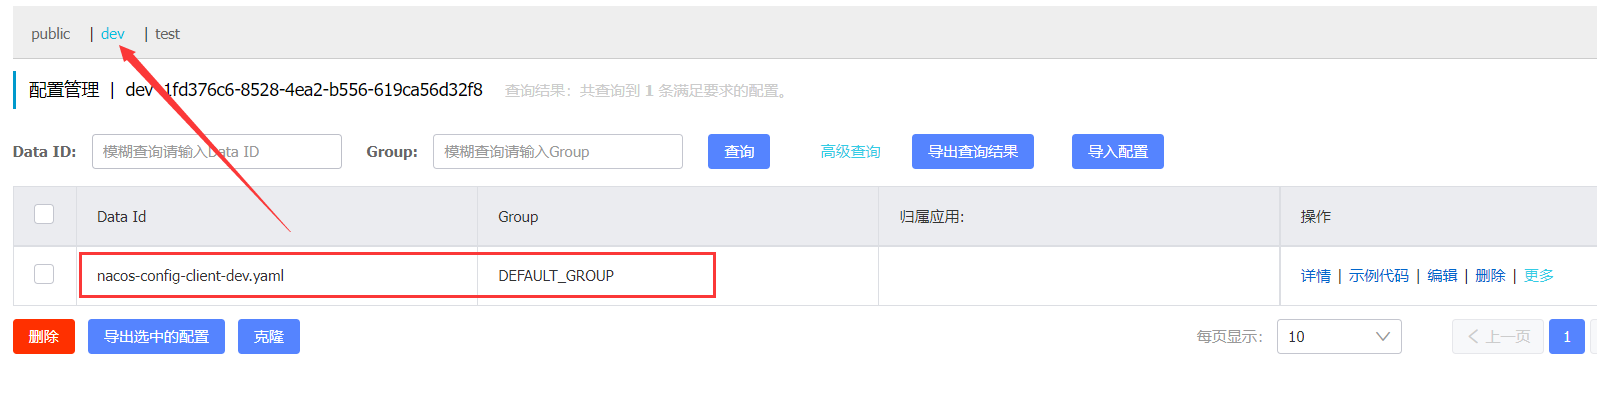 public | dev | test
配置管理 | dev 1fd376c6-8528-4ea2-b556-619ca56d32f8 查询结果：共查询到 1 条满足要求的配置。
Data ID: 模糊查询请输入Data ID Group: 模糊查询请输入Group 查询 高级查询 导出查询结果 导入配置
Data Id Group 归属应用: 操作
nacos-config-client-dev.yaml DEFAULT_GROUP 详情 | 示例代码 | 编辑 | 删除 | 更多
删除 导出选中的配置 克隆 每页显示: 10 上一页 1